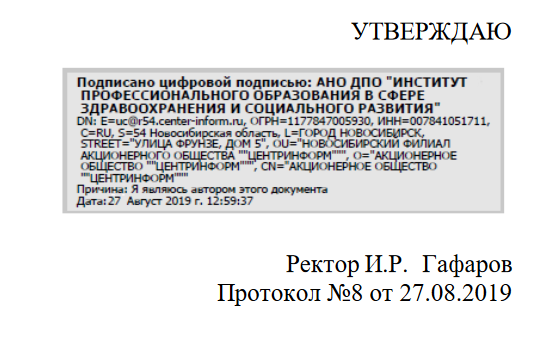 УТВЕРЖДАЮ
Подписано цифровой подписью: АНО ДПО "ИНСТИТУТ
ПРОФЕССИОНАЛЬНОГО ОБРАЗОВАНИЯ В СФЕРЕ
ЗДРАВООХРАНЕНИЯ И СОЦИАЛЬНОГО РАЗВИТИЯ"
DN: E=uc@r54.center-inform.ru, ОГРН=1177847005930, ИНН=007841051711,
C=RU, S=54 Новосибирская область, L=ГОРОД НОВОСИБИРСК,
STREET="УЛИЦА ФРУНЗЕ, ДОМ 5", OU="НОВОСИБИРСКИЙ ФИЛИАЛ
АКЦИОНЕРНОГО ОБЩЕСТВА ""ЦЕНТРИНФОРМ""", O="АКЦИОНЕРНОЕ
ОБЩЕСТВО ""ЦЕНТРИНФОРМ""", CN="АКЦИОНЕРНОЕ ОБЩЕСТВО
""ЦЕНТРИНФОРМ"""
Причина: Я являюсь автором этого документа
Дата:27 Август 2019 г. 12:59:37
Ректор И.Р. Гафаров
Протокол №8 от 27.08.2019